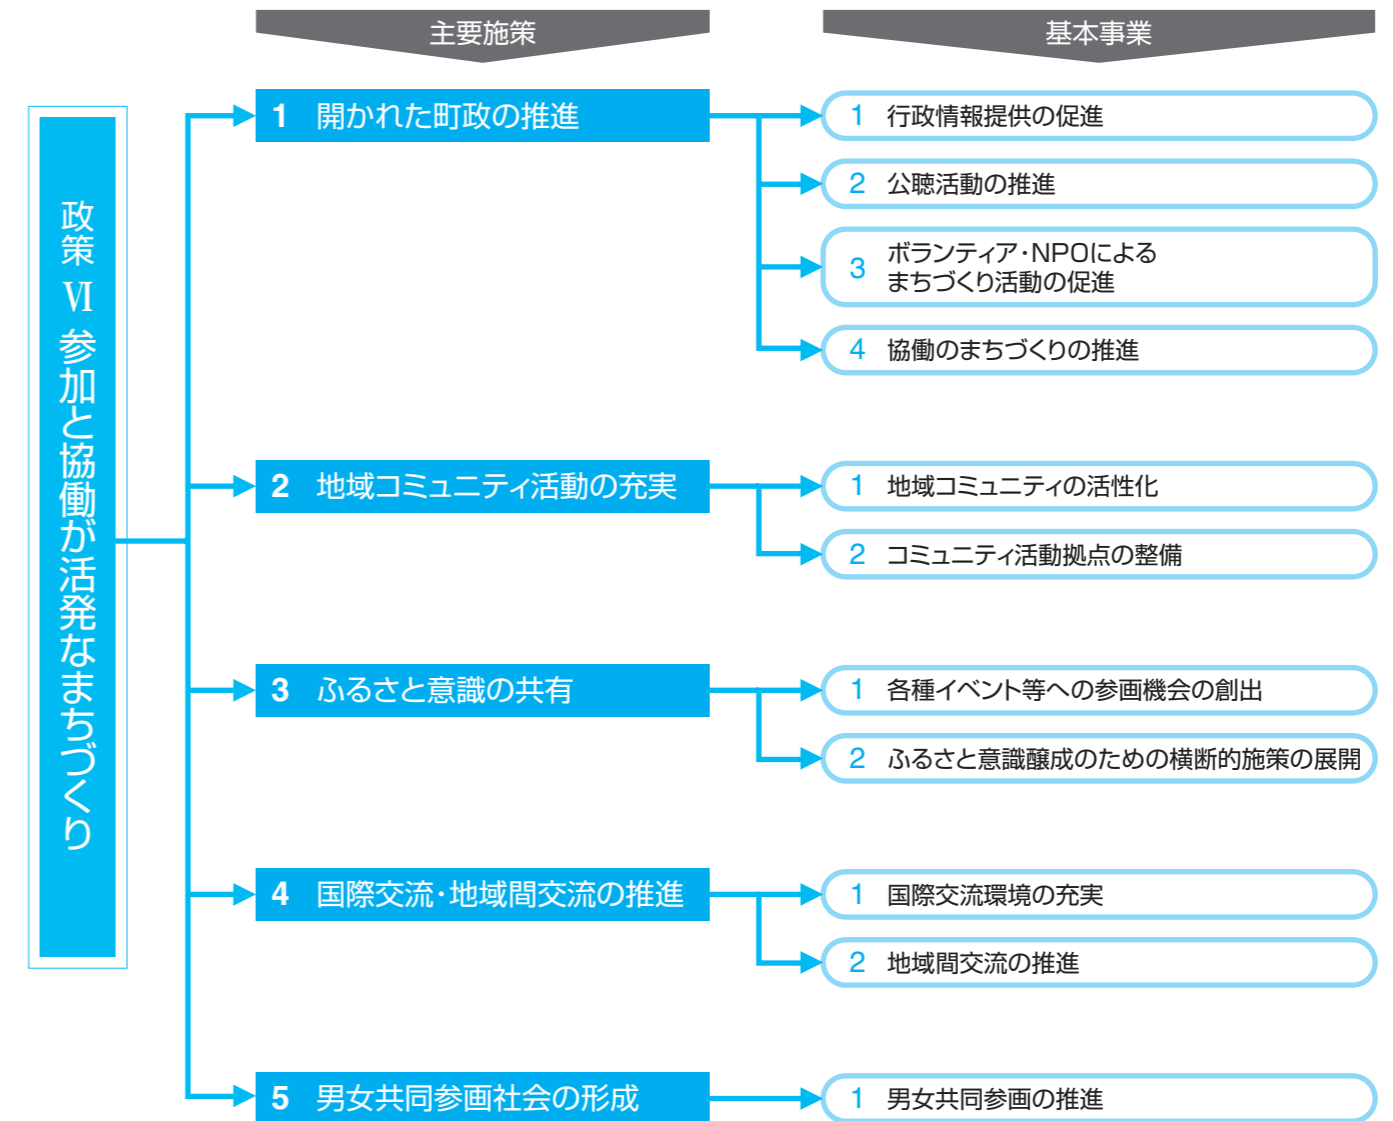 主要施策
基本事業
政策 Ⅵ 参加と協働が活発なまちづくり
1 開かれた町政の推進
1 行政情報提供の促進
2 公聴活動の推進
3 ボランティア・NPOによる
まちづくり活動の促進
4 協働のまちづくりの推進
2 地域コミュニティ活動の充実
1 地域コミュニティの活性化
2 コミュニティ活動拠点の整備
3 ふるさと意識の共有
1 各種イベント等への参画機会の創出
2 ふるさと意識醸成のための横断的施策の展開
4 国際交流・地域間交流の推進
1 国際交流環境の充実
2 地域間交流の推進
5 男女共同参画社会の形成
1 男女共同参画の推進